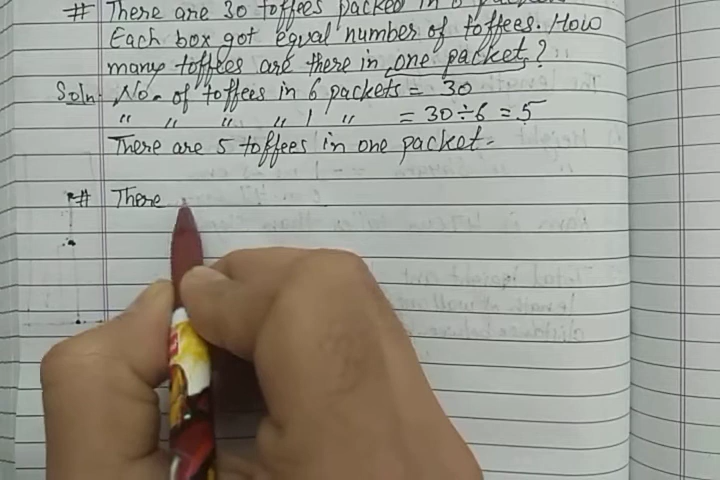 # There are 30 toffees packed in 6
Each box got equal number of toffees. How
many toffees are there in one packet?
Soln: No. of toffees in 6 packets = 30
" " " " 1 " = 30÷6 = 5
There are 5 toffees in one packet.
# There